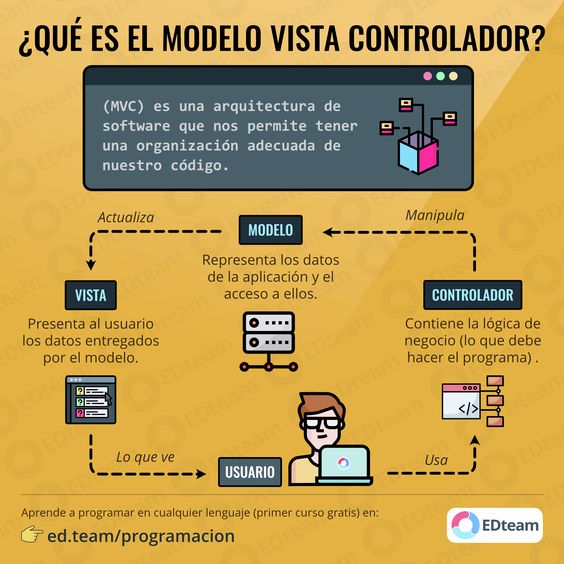 ¿QUÉ ES EL MODELO VISTA CONTROLADOR?
(MVC) es una arquitectura de
software que nos permite tener
una organización adecuada de
nuestro código.
Actualiza
MODELO
Manipula
Representa los datos
de la aplicación y el
acceso a ellos.
VISTA
Presenta al usuario
los datos entregados
por el modelo.
CONTROLADOR
Contiene la lógica de
negocio (lo que debe
hacer el programa) .
Lo que ve
USUARIO
Usa
Aprende a programar en cualquier lenguaje (primer curso gratis) en:
ed.team/programacion
EDteam